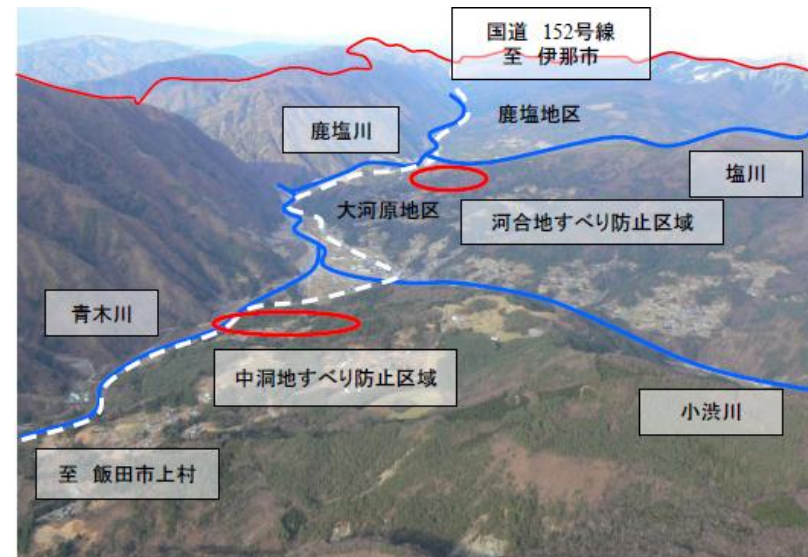 国道 152号線
至 伊那市
鹿塩川
鹿塩地区
塩川
大河原地区
河合地すべり防止区域
青木川
中洞地すべり防止区域
小渋川
至 飯田市上村